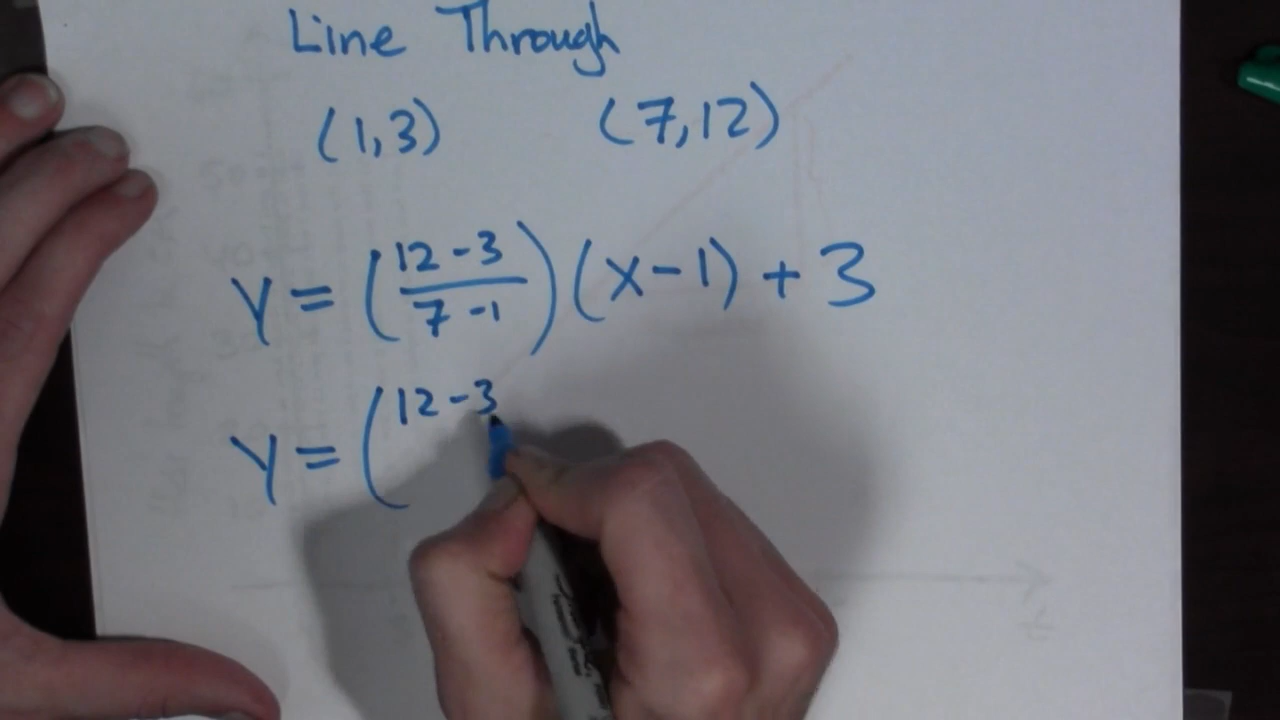 Line Through
(1,3) (7,12)
y = (12-3/7-1)(x-1) + 3
y = (12-3